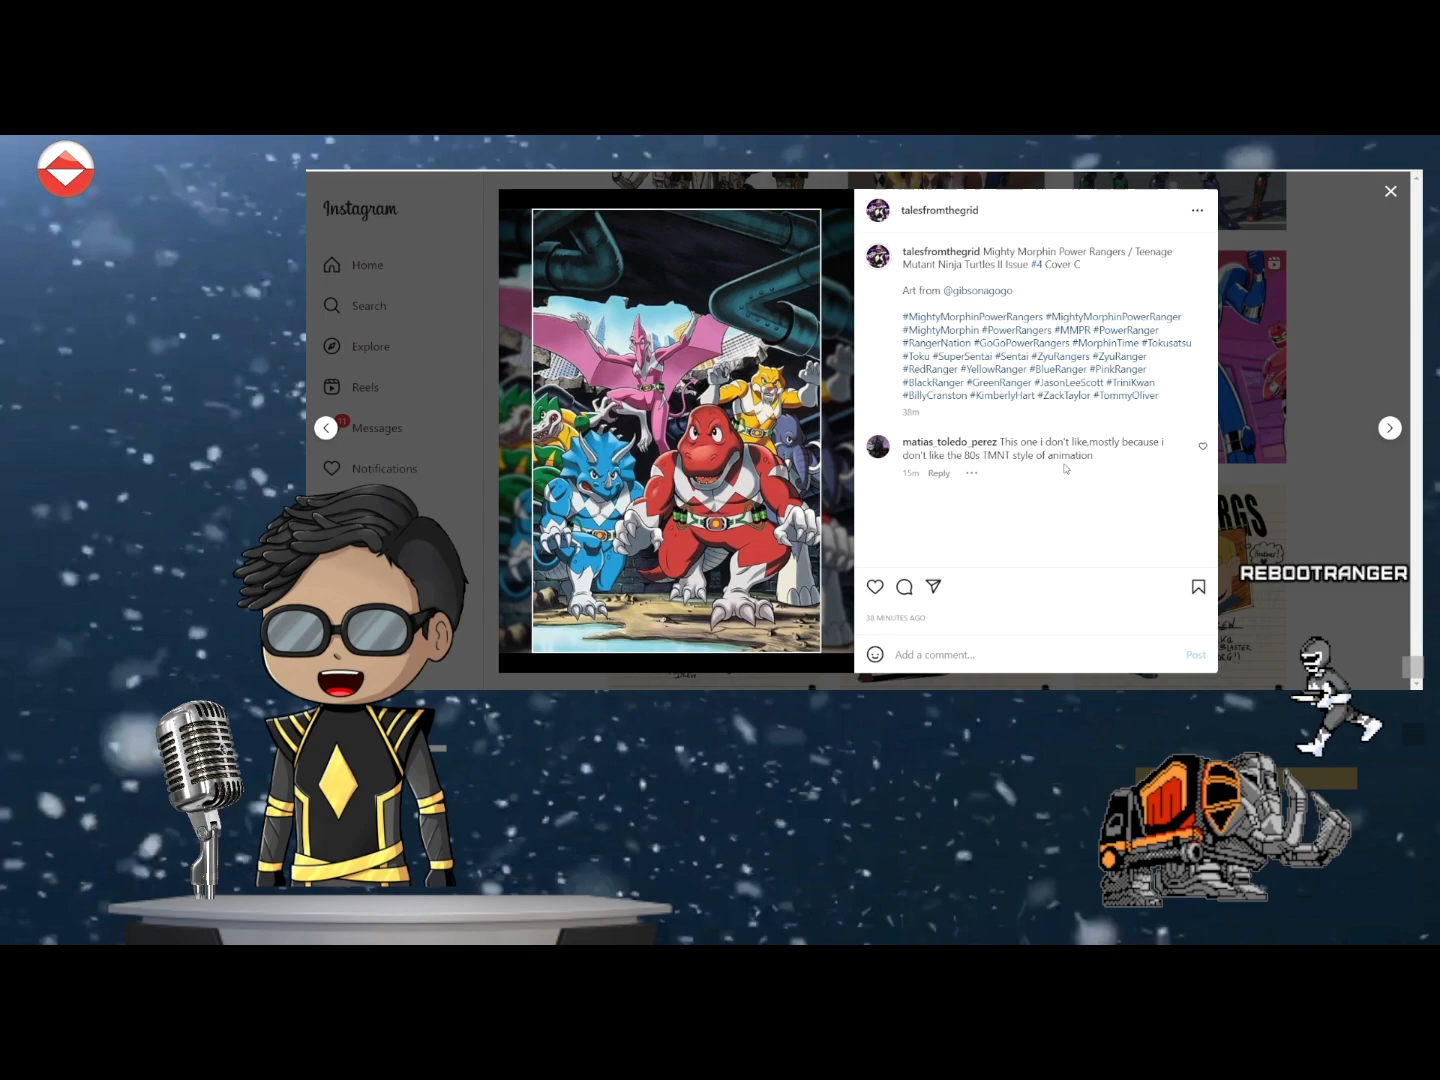 Instagram
Home
Search
Explore
Reels
11
Messages
Notifications
talesfromthegrid
talesfromthegrid Mighty Morphin Power Rangers / Teenage
Mutant Ninja Turtles II Issue #4 Cover C
Art from @gibsonagogo
#MightyMorphinPowerRangers #MightyMorphinPowerRanger
#MightyMorphin #PowerRangers #MMPR #PowerRanger
#RangerNation #GoGoPowerRangers #MorphinTime #Tokusatsu
#Toku #SuperSentai #Sentai #ZyuRangers #ZyuRanger
#RedRanger #YellowRanger #BlueRanger #PinkRanger
#BlackRanger #GreenRanger #JasonLeeScott #TriniKwan
#BillyCranston #KimberlyHart #ZackTaylor #TommyOliver
38m
matias_toledo_perez This one i don't like,mostly because i
don't like the 80s TMNT style of animation
15m Reply
38 MINUTES AGO
Add a comment... Post
REBOOTRANGER